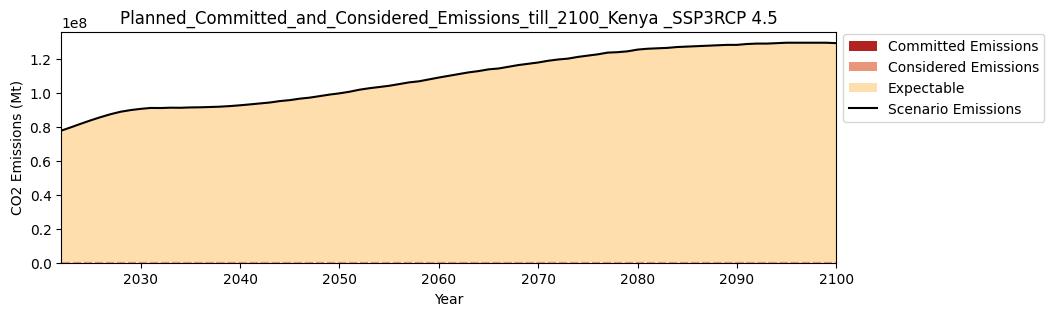 Planned_Committed_and_Considered_Emissions_till_2100_Kenya _SSP3RCP 4.5
1e8
1.2
1.0
0.8
0.6
0.4
0.2
0.0
CO2 Emissions (Mt)
2030 2040 2050 2060 2070 2080 2090 2100
Year
Committed Emissions
Considered Emissions
Expectable
Scenario Emissions